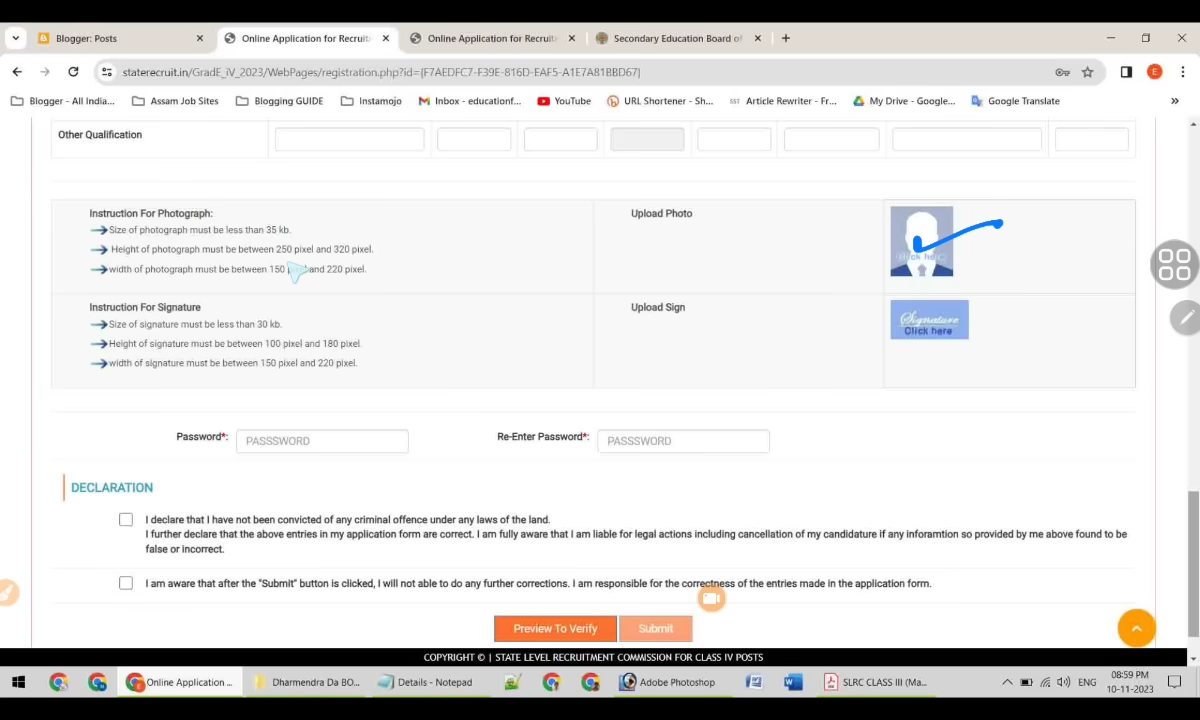 Blogger: Posts
Online Application for Recruit
Online Application for Recruit
Secondary Education Board of
staterecruit.in/GradE_iV_2023/WebPages/registration.php?id={F7AEDFC7-F39E-816D-EAF5-A1E7A81BBD67}
E
Blogger - All India...
Assam Job Sites
Blogging GUIDE
Instamojo
Inbox - educationf...
YouTube
URL Shortener - Sh...
SST Article Rewriter - Fr...
My Drive - Google...
Google Translate
»
Other Qualification
Instruction For Photograph:
Size of photograph must be less than 35 kb.
Height of photograph must be between 250 pixel and 320 pixel.
width of photograph must be between 150 and 220 pixel.
Upload Photo
Instruction For Signature
Size of signature must be less than 30 kb.
Height of signature must be between 100 pixel and 180 pixel.
width of signature must be between 150 pixel and 220 pixel.
Upload Sign
Signature
Click here
Password*:
PASSSWORD
Re-Enter Password*:
PASSSWORD
DECLARATION
I declare that I have not been convicted of any criminal offence under any laws of the land.
I further declare that the above entries in my application form are correct. I am fully aware that I am liable for legal actions including cancellation of my candidature if any inforamtion so provided by me above found to be
false or incorrect.
I am aware that after the "Submit" button is clicked, I will not able to do any further corrections. I am responsible for the correctness of the entries made in the application form.
Preview To Verify
Submit
COPYRIGHT © | STATE LEVEL RECRUITMENT COMMISSION FOR CLASS IV POSTS
Online Application ...
Dharmendra Da BO...
Details - Notepad
Adobe Photoshop
SLRC CLASS III (Ma...
ENG
08:59 PM
10-11-2023